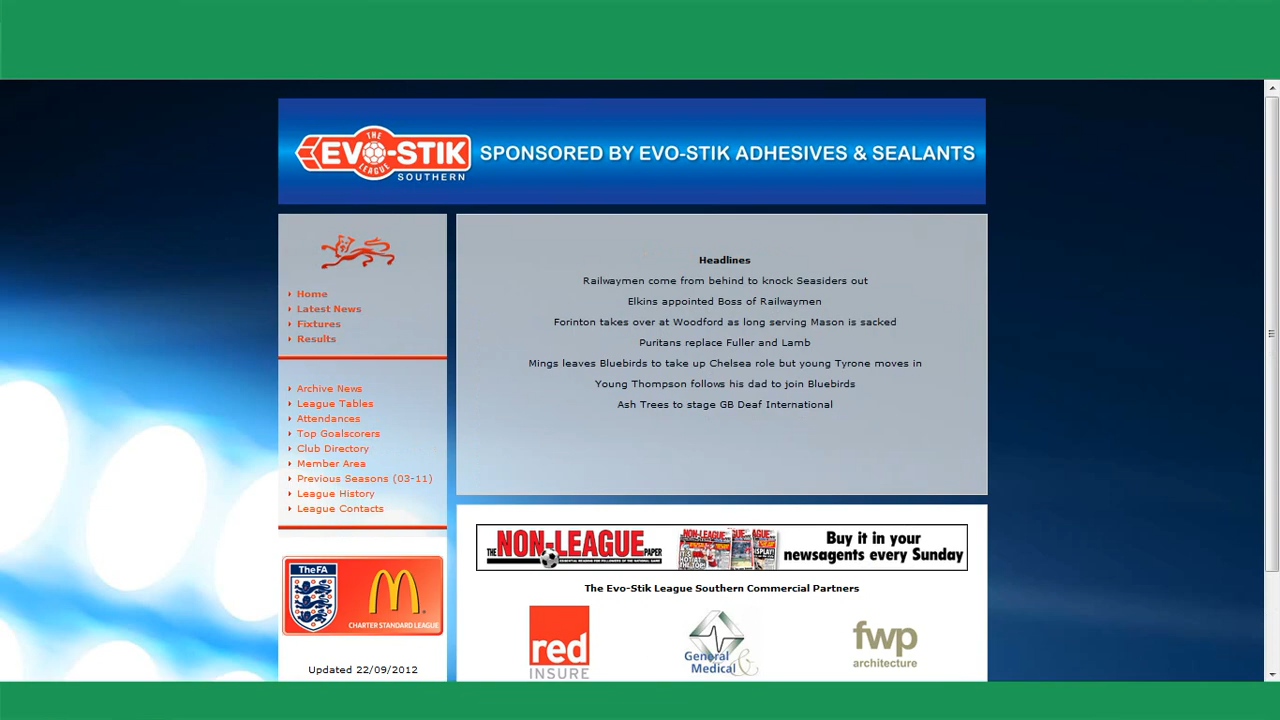 THE
EVO-STIK
LEAGUE
SOUTHERN
SPONSORED BY EVO-STIK ADHESIVES & SEALANTS
Home
Latest News
Fixtures
Results
Archive News
League Tables
Attendances
Top Goalscorers
Club Directory
Member Area
Previous Seasons (03-11)
League History
League Contacts
TheFA
CHARTER STANDARD LEAGUE
Updated 22/09/2012
Headlines
Railwaymen come from behind to knock Seasiders out
Elkins appointed Boss of Railwaymen
Forinton takes over at Woodford as long serving Mason is sacked
Puritans replace Fuller and Lamb
Mings leaves Bluebirds to take up Chelsea role but young Tyrone moves in
Young Thompson follows his dad to join Bluebirds
Ash Trees to stage GB Deaf International
THE NON-LEAGUE PAPER
Buy it in your
newsagents every Sunday
The Evo-Stik League Southern Commercial Partners
red
INSURE
General &
Medical
fwp
architecture